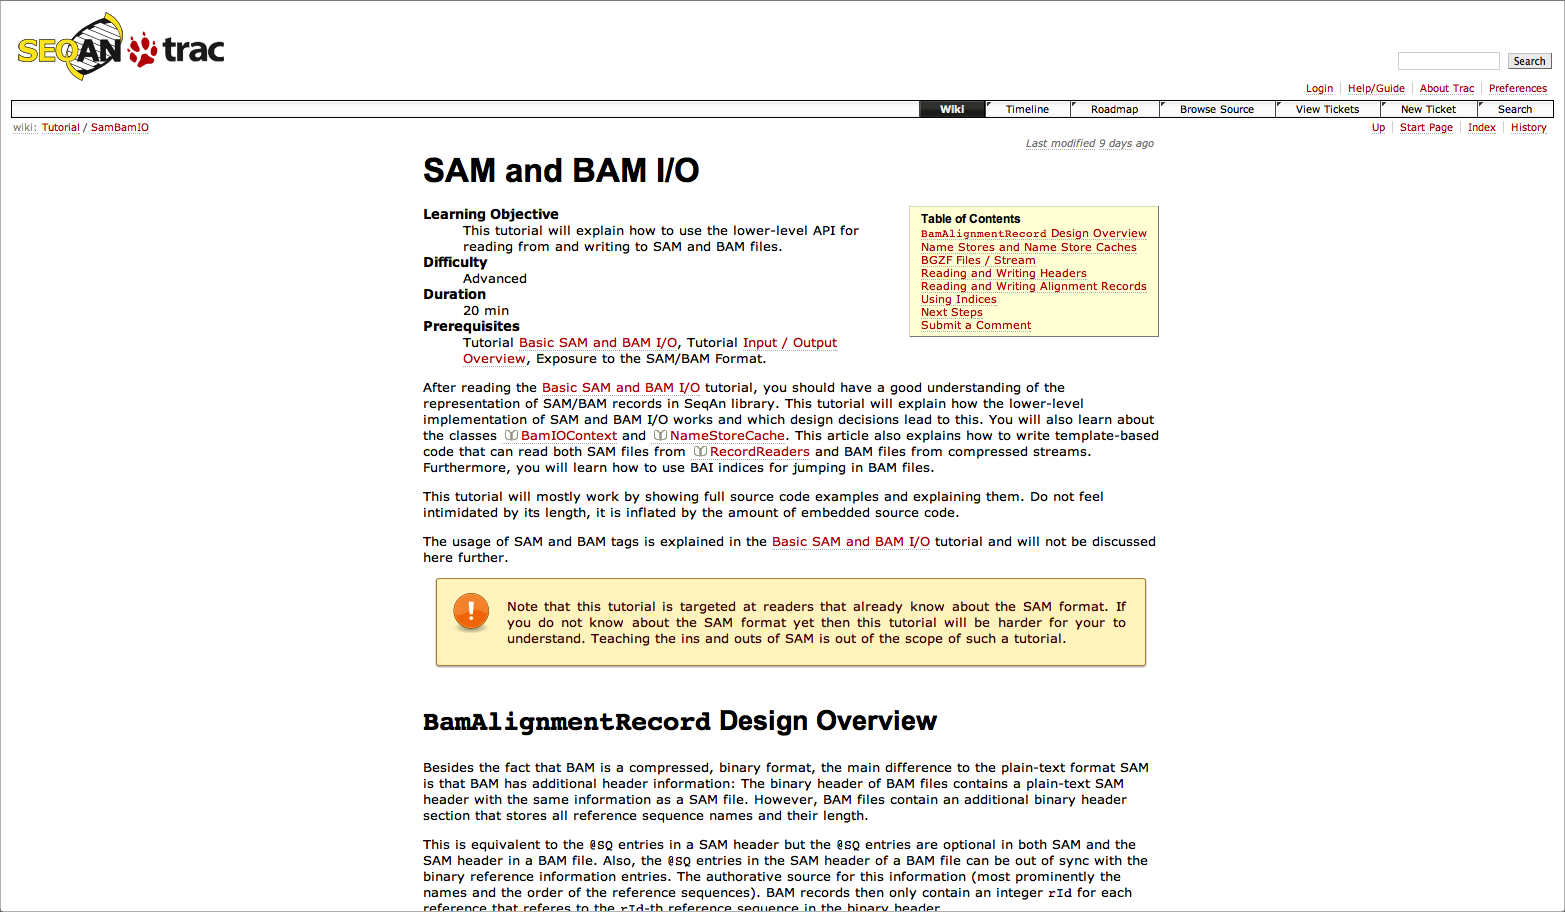 SEQAN trac
Search
Login Help/Guide About Trac Preferences
Wiki Timeline Roadmap Browse Source View Tickets New Ticket Search
wiki: Tutorial / SamBamIO
Up Start Page Index History
Last modified 9 days ago
SAM and BAM I/O
Learning Objective
This tutorial will explain how to use the lower-level API for
reading from and writing to SAM and BAM files.
Difficulty
Advanced
Duration
20 min
Prerequisites
Tutorial Basic SAM and BAM I/O, Tutorial Input / Output
Overview, Exposure to the SAM/BAM Format.
Table of Contents
BamAlignmentRecord Design Overview
Name Stores and Name Store Caches
BGZF Files / Stream
Reading and Writing Headers
Reading and Writing Alignment Records
Using Indices
Next Steps
Submit a Comment
After reading the Basic SAM and BAM I/O tutorial, you should have a good understanding of the
representation of SAM/BAM records in SeqAn library. This tutorial will explain how the lower-level
implementation of SAM and BAM I/O works and which design decisions lead to this. You will also learn about
the classes BamIOContext and NameStoreCache. This article also explains how to write template-based
code that can read both SAM files from RecordReaders and BAM files from compressed streams.
Furthermore, you will learn how to use BAI indices for jumping in BAM files.
This tutorial will mostly work by showing full source code examples and explaining them. Do not feel
intimidated by its length, it is inflated by the amount of embedded source code.
The usage of SAM and BAM tags is explained in the Basic SAM and BAM I/O tutorial and will not be discussed
here further.
Note that this tutorial is targeted at readers that already know about the SAM format. If
you do not know about the SAM format yet then this tutorial will be harder for your to
understand. Teaching the ins and outs of SAM is out of the scope of such a tutorial.
BamAlignmentRecord Design Overview
Besides the fact that BAM is a compressed, binary format, the main difference to the plain-text format SAM
is that BAM has additional header information: The binary header of BAM files contains a plain-text SAM
header with the same information as a SAM file. However, BAM files contain an additional binary header
section that stores all reference sequence names and their length.
This is equivalent to the @SQ entries in a SAM header but the @SQ entries are optional in both SAM and the
SAM header in a BAM file. Also, the @SQ entries in the SAM header of a BAM file can be out of sync with the
binary reference information entries. The authorative source for this information (most prominently the
names and the order of the reference sequences). BAM records then only contain an integer rId for each
reference that referes to the rId-th reference sequence in the binary header.